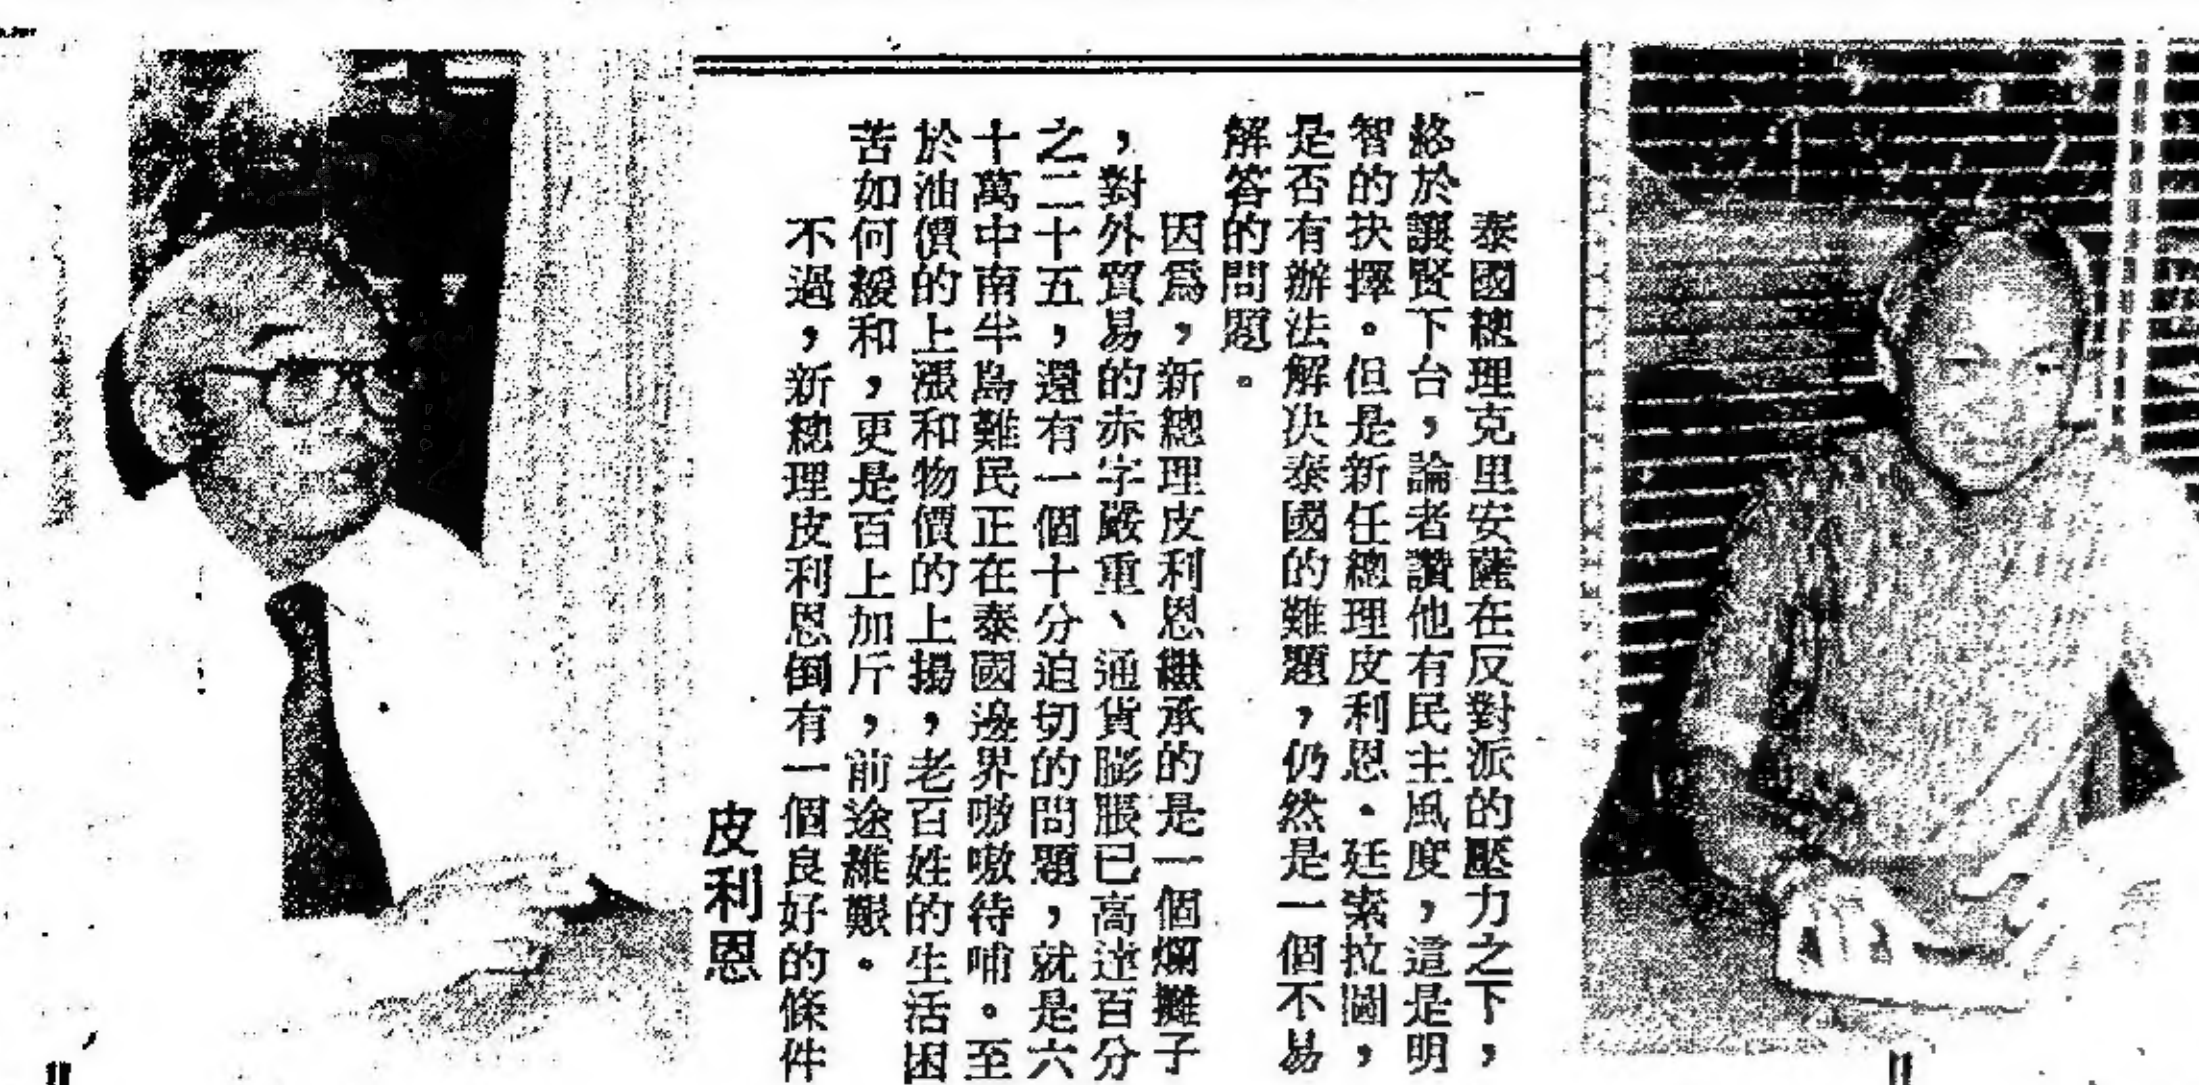 泰國總理克里安薩在反對派的壓力之下，
終於讓賢下台，論者讚他有民主風度，這是明
智的抉擇。但是新任總理皮利恩・廷索拉圖，
是否有辦法解決泰國的難題，仍然是一個不易
解答的問題。
因爲，新總理皮利恩繼承的是一個爛攤子
，對外貿易的赤字嚴重、通貨膨脹已高達百分
之二十五，還有一個十分迫切的問題，就是六
十萬中南半島難民正在泰國邊界嗷嗷待哺。至
於油價的上漲和物價的上揚，老百姓的生活困
苦如何緩和，更是百上加斤，前途維艱。
不過，新總理皮利恩倒有一個良好的條件
皮利恩